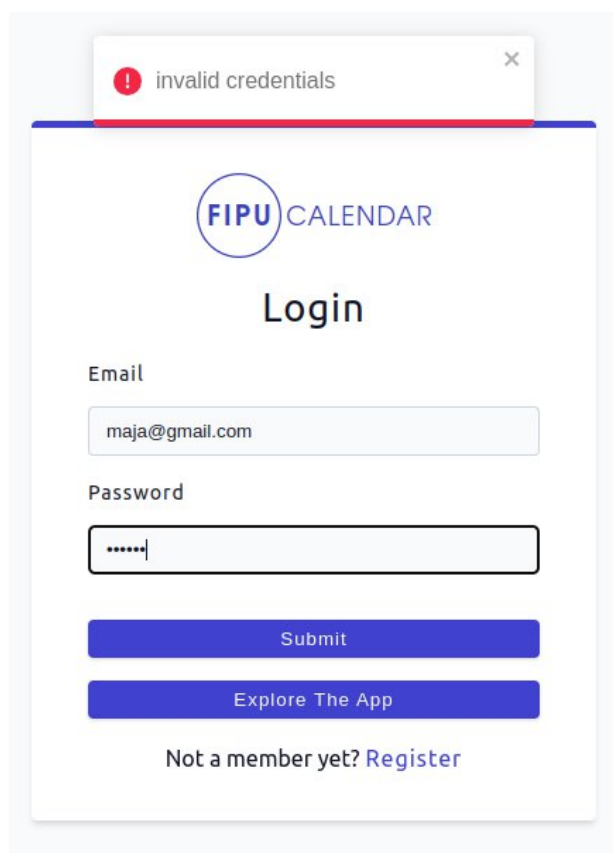 invalid credentials
FIPU CALENDAR
Login
Email
maja@gmail.com
Password
••••••
Submit
Explore The App
Not a member yet? Register